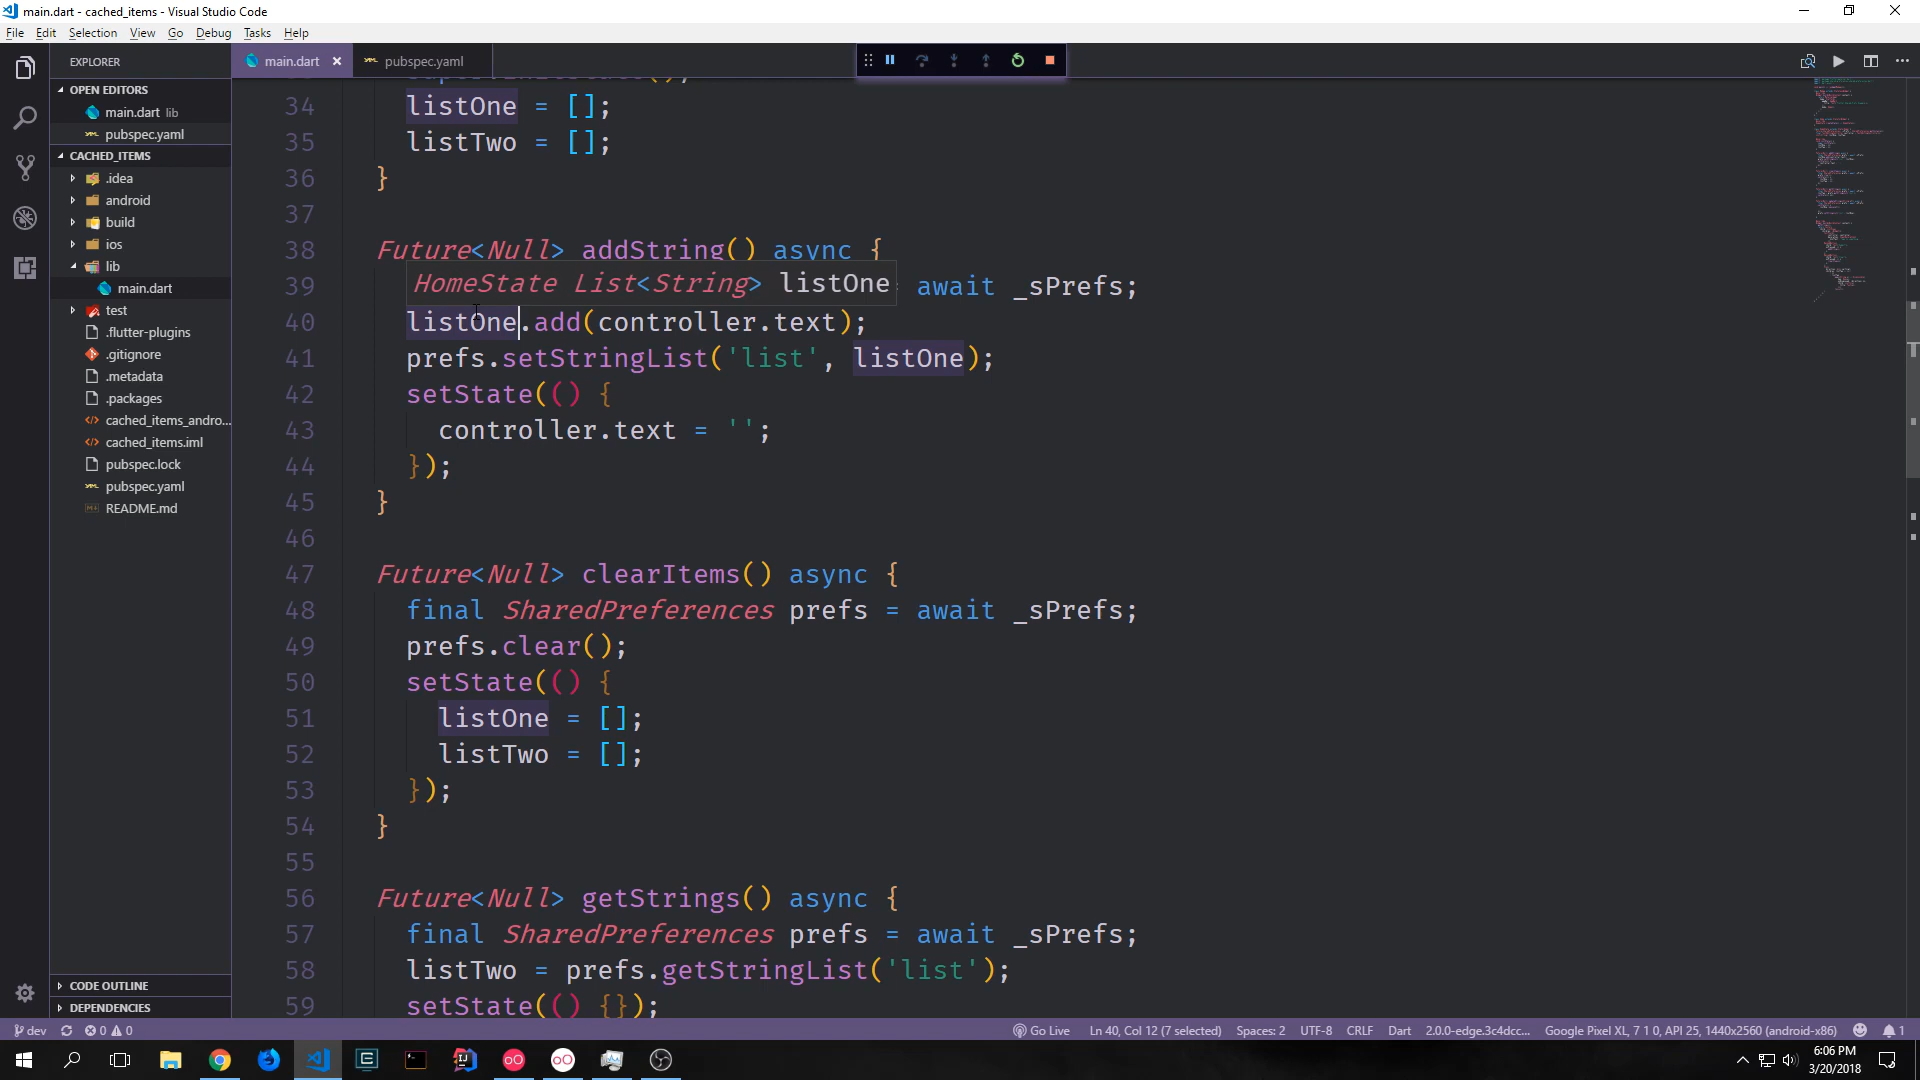 main.dart - cached_items - Visual Studio Code
File Edit Selection View Go Debug Tasks Help
EXPLORER
main.dart
pubspec.yaml
OPEN EDITORS
main.dart lib
pubspec.yaml
CACHED_ITEMS
.idea
android
build
ios
lib
main.dart
test
.flutter-plugins
.gitignore
.metadata
.packages
cached_items_andro...
cached_items.iml
pubspec.lock
pubspec.yaml
README.md
CODE OUTLINE
DEPENDENCIES
34 listOne = [];
35 listTwo = [];
36 }
37
38 Future<Null> addString() async {
HomeState List<String> listOne
39 await _sPrefs;
40 listOne.add(controller.text);
41 prefs.setStringList('list', listOne);
42 setState(() {
43 controller.text = '';
44 });
45 }
46
47 Future<Null> clearItems() async {
48 final SharedPreferences prefs = await _sPrefs;
49 prefs.clear();
50 setState(() {
51 listOne = [];
52 listTwo = [];
53 });
54 }
55
56 Future<Null> getStrings() async {
57 final SharedPreferences prefs = await _sPrefs;
58 listTwo = prefs.getStringList('list');
59 setState(() {});
dev 0 0 Go Live Ln 40, Col 12 (7 selected) Spaces: 2 UTF-8 CRLF Dart 2.0.0-edge.3c4dcc... Google Pixel XL, 7 1 0, API 25, 1440x2560 (android-x86) 1
6:06 PM
3/20/2018